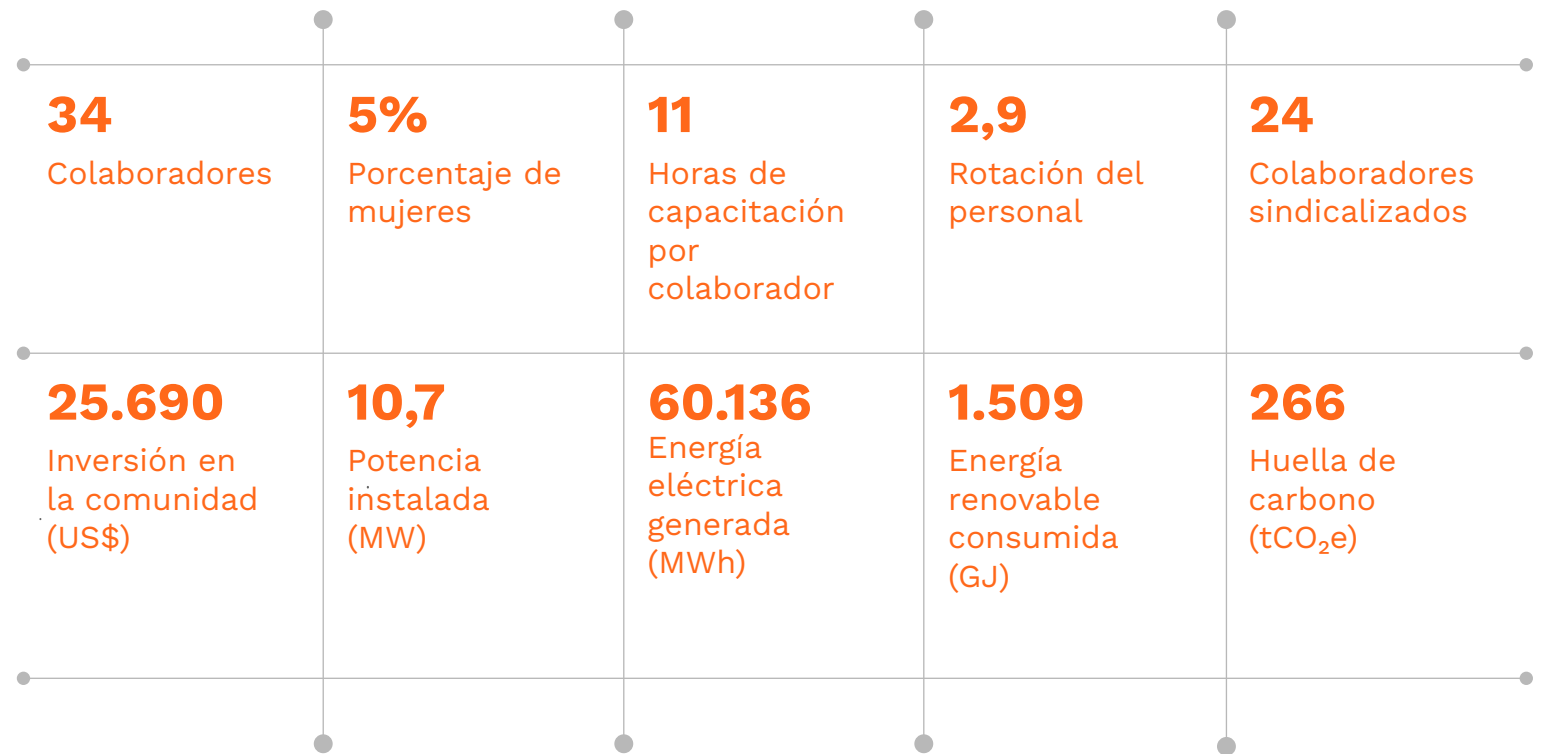 34
Colaboradores
5%
Porcentaje de
mujeres
11
Horas de
capacitación
por
colaborador
2,9
Rotación del
personal
24
Colaboradores
sindicalizados
25.690
Inversión en
la comunidad
(US$)
10,7
Potencia
instalada
(MW)
60.136
Energía
eléctrica
generada
(MWh)
1.509
Energía
renovable
consumida
(GJ)
266
Huella de
carbono
(tCO₂e)